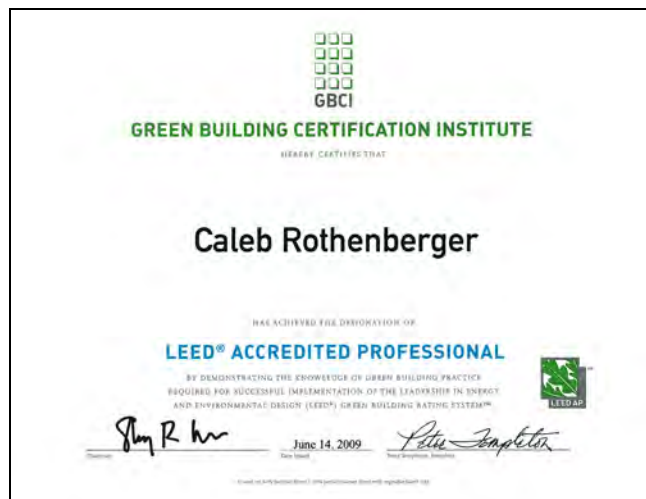 GBCI
GREEN BUILDING CERTIFICATION INSTITUTE
HEREBY CERTIFIES THAT
Caleb Rothenberger
HAS ACHIEVED THE DESIGNATION OF
LEED® ACCREDITED PROFESSIONAL
BY DEMONSTRATING THE KNOWLEDGE OF GREEN BUILDING PRACTICE
REQUIRED FOR SUCCESSFUL IMPLEMENTATION OF THE LEADERSHIP IN ENERGY
AND ENVIRONMENTAL DESIGN (LEED®) GREEN BUILDING RATING SYSTEM™
LEED AP
Peter Templeton
June 14, 2009
Date Issued